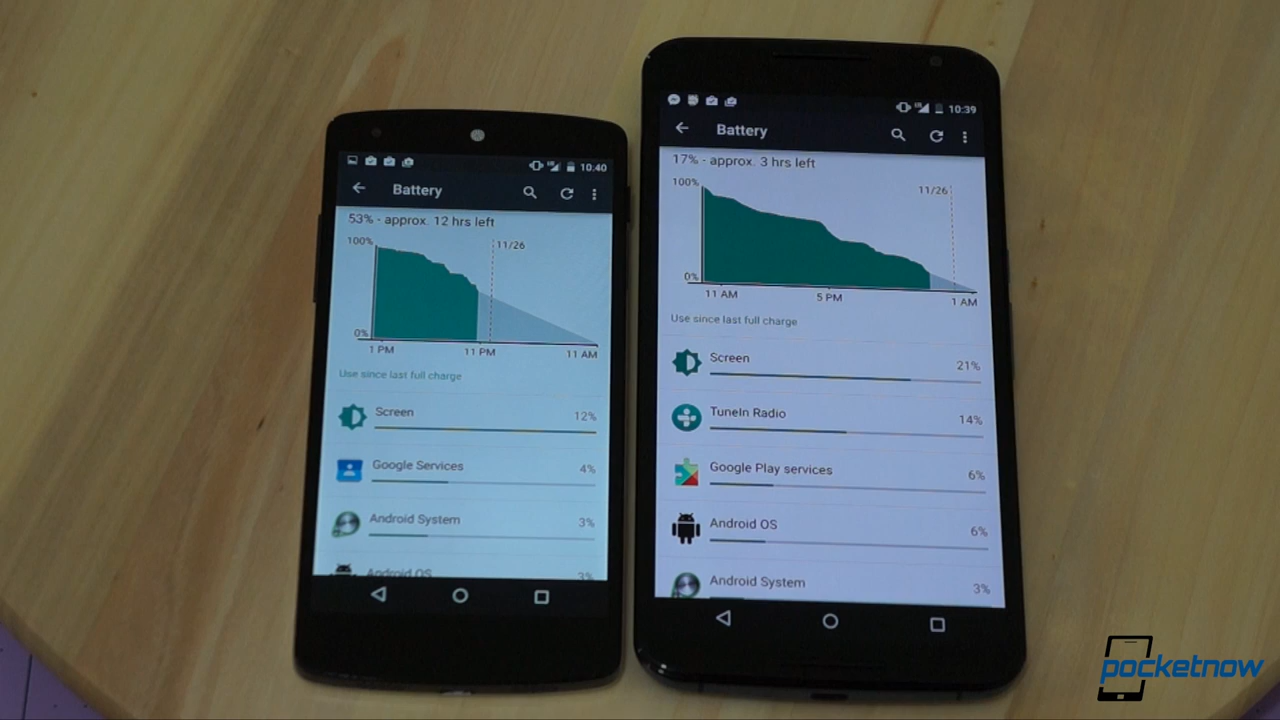 10:40
Battery
53% - approx. 12 hrs left
100%
11/26
0%
1 PM
11 PM
11 AM
Use since last full charge
Screen
12%
Google Services
4%
Android System
3%
Android OS
3%
10:39
Battery
17% - approx. 3 hrs left
100%
11/26
0%
11 AM
5 PM
1 AM
Use since last full charge
Screen
21%
TuneIn Radio
14%
Google Play services
6%
Android OS
6%
Android System
3%
pocketnow